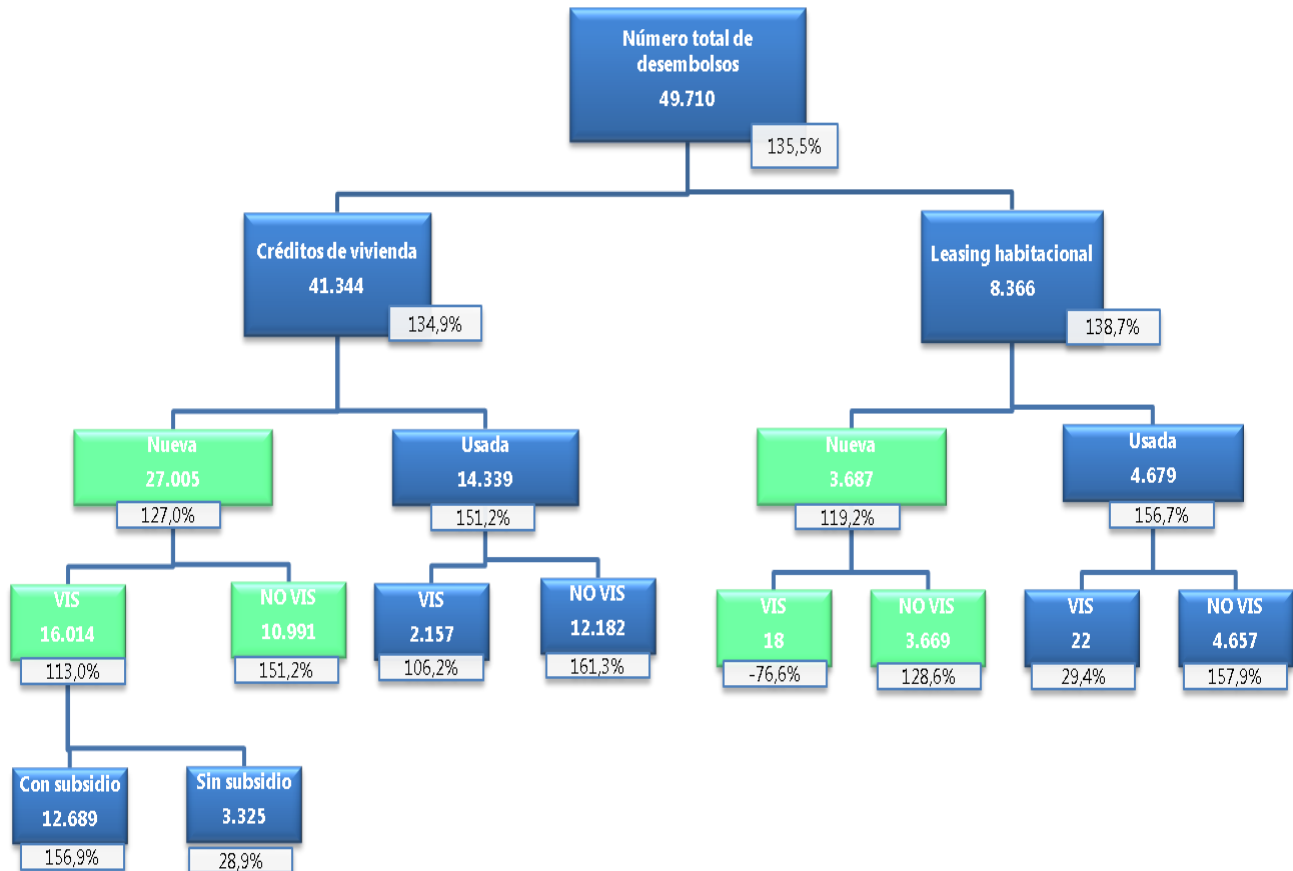 Número total de
desembolsos
49.710
135,5%
Créditos de vivienda
41.344
134,9%
Leasing habitacional
8.366
138,7%
Nueva
27.005
127,0%
Usada
14.339
151,2%
Nueva
3.687
119,2%
Usada
4.679
156,7%
VIS
16.014
113,0%
NO VIS
10.991
151,2%
VIS
2.157
106,2%
NO VIS
12.182
161,3%
VIS
18
-76,6%
NO VIS
3.669
128,6%
VIS
22
29,4%
NO VIS
4.657
157,9%
Con subsidio
12.689
156,9%
Sin subsidio
3.325
28,9%